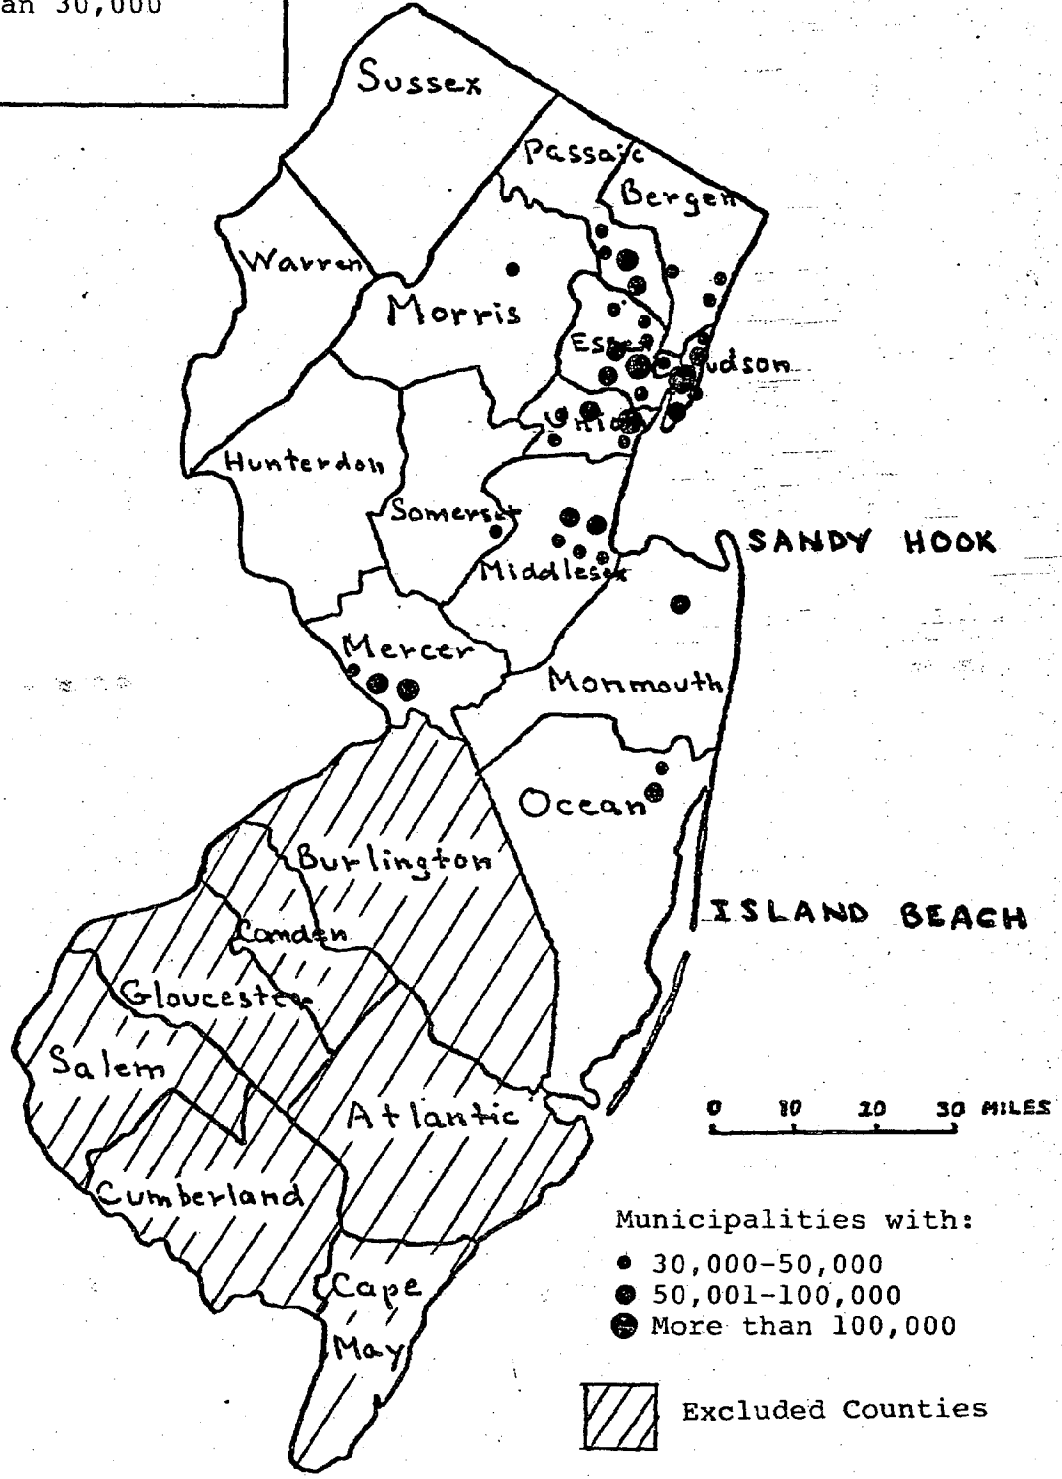 an 30,000
Sussex
Passaic
Bergen
Warren
Morris
Essex
Hudson
Union
Hunterdon
Somerset
SANDY HOOK
Middlesex
Mercer
Monmouth
Ocean
Burlington
ISLAND BEACH
Camden
Gloucester
Salem
Atlantic
0 10 20 30 MILES
Cumberland
Municipalities with:
30,000-50,000
50,001-100,000
More than 100,000
Cape
May
Excluded Counties